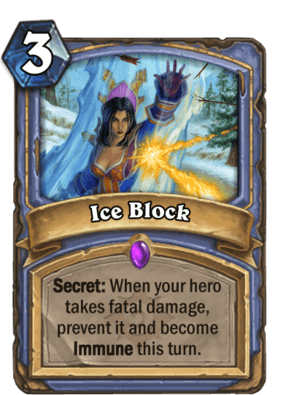 3
Ice Block
Secret: When your hero
takes fatal damage,
prevent it and become
Immune this turn.